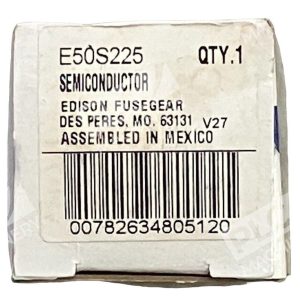 E50S225 QTY.1
SEMICONDUCTOR
EDISON FUSEGEAR
DES PERES, MO. 63131 V27
ASSEMBLED IN MEXICO
00782634805120